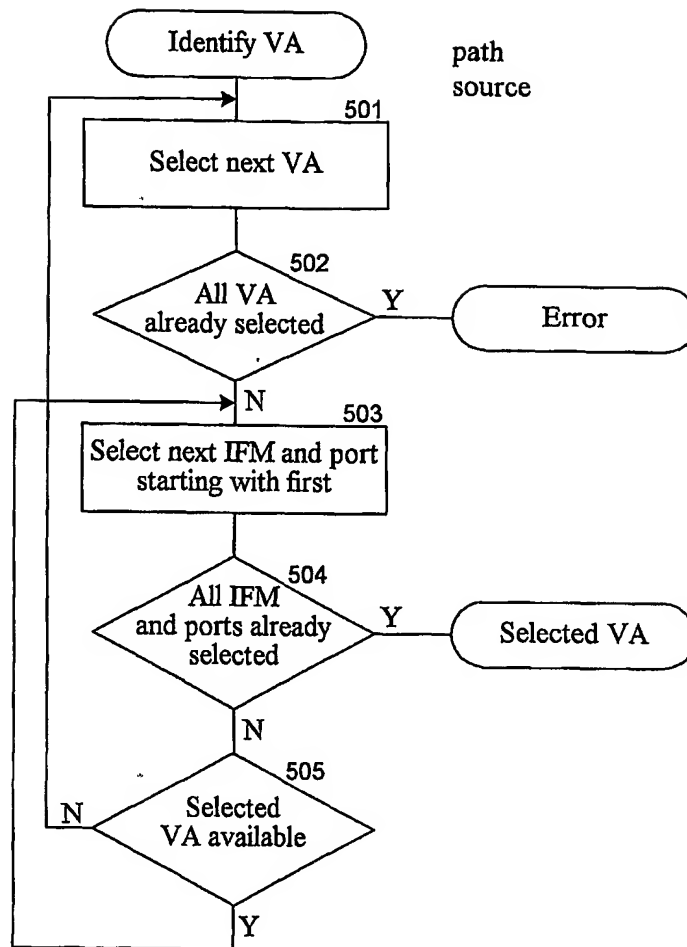 Identify VA
path
source
501
Select next VA
502
All VA
already selected
Y
Error
N
503
Select next IFM and port
starting with first
504
All IFM
and ports already
selected
Y
Selected VA
N
505
N
Selected
VA available
Y